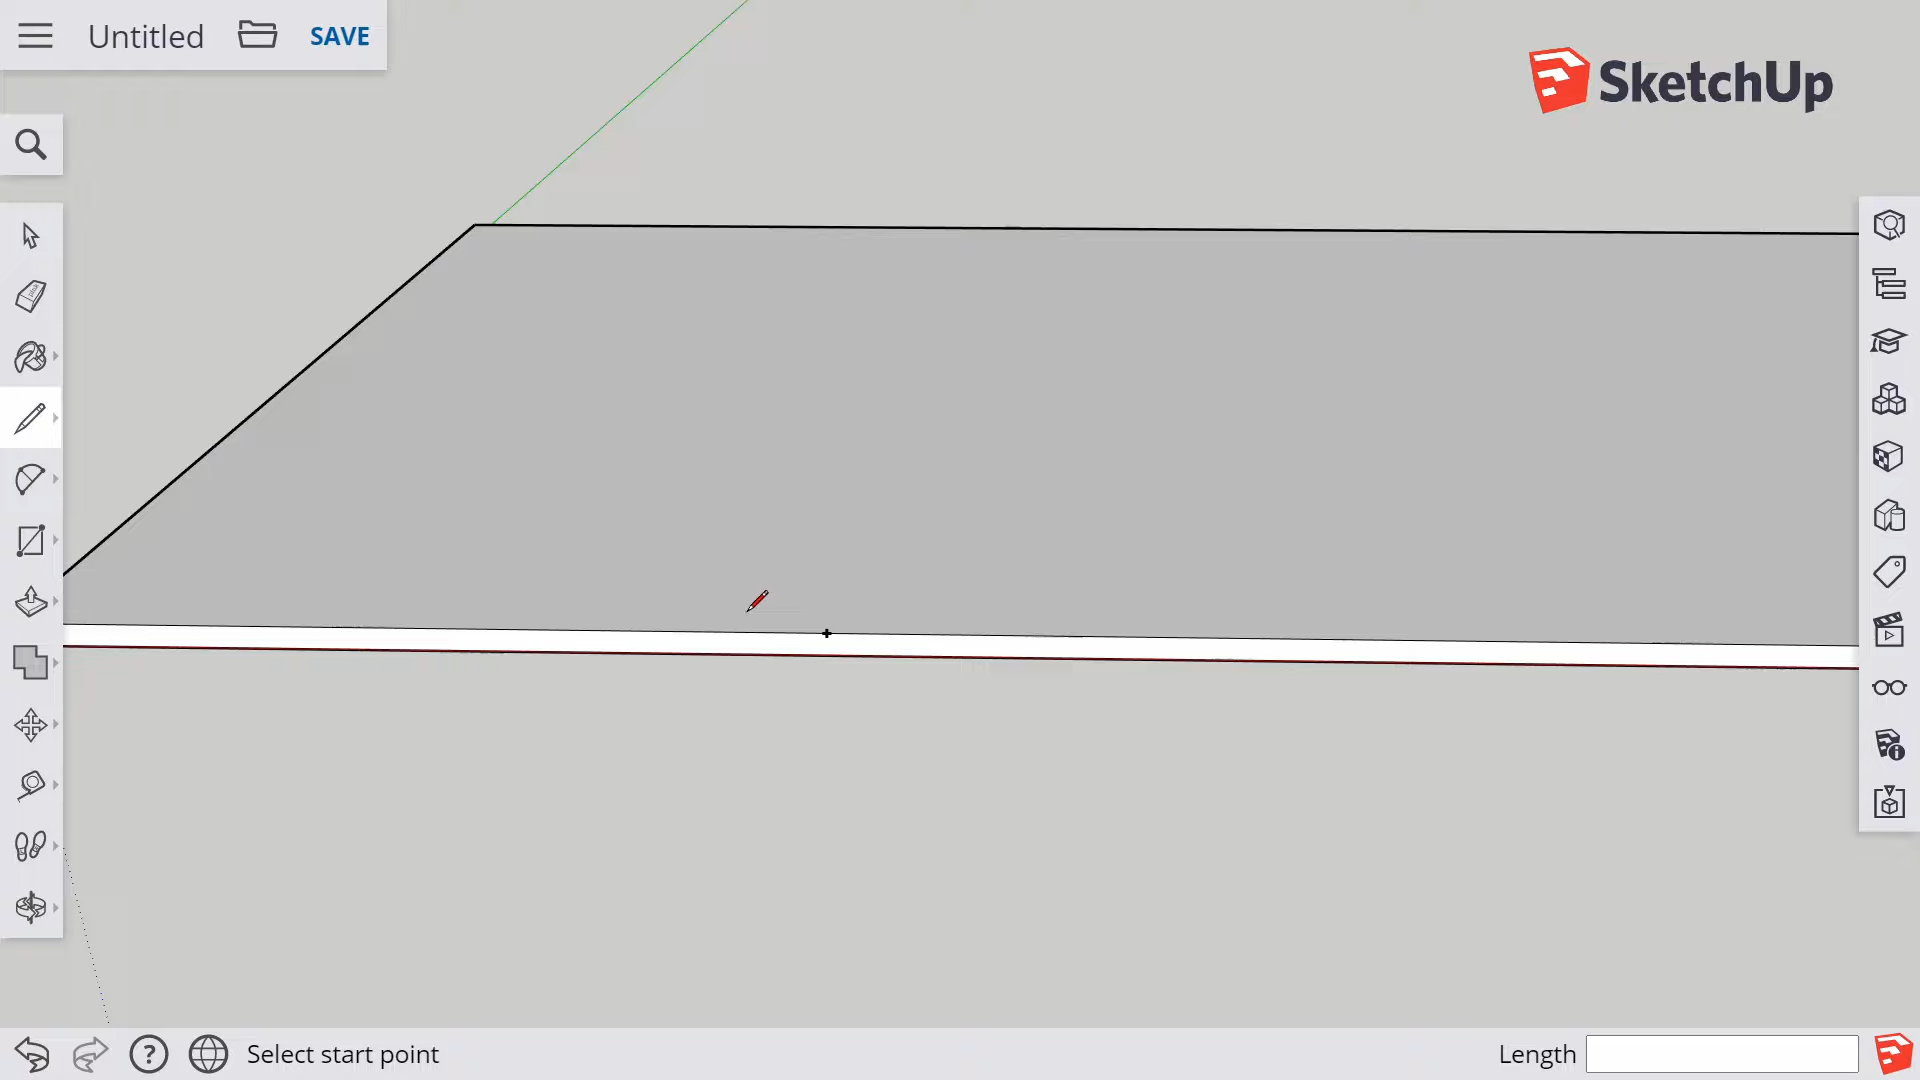 Untitled
SAVE
SketchUp
Select start point
Length